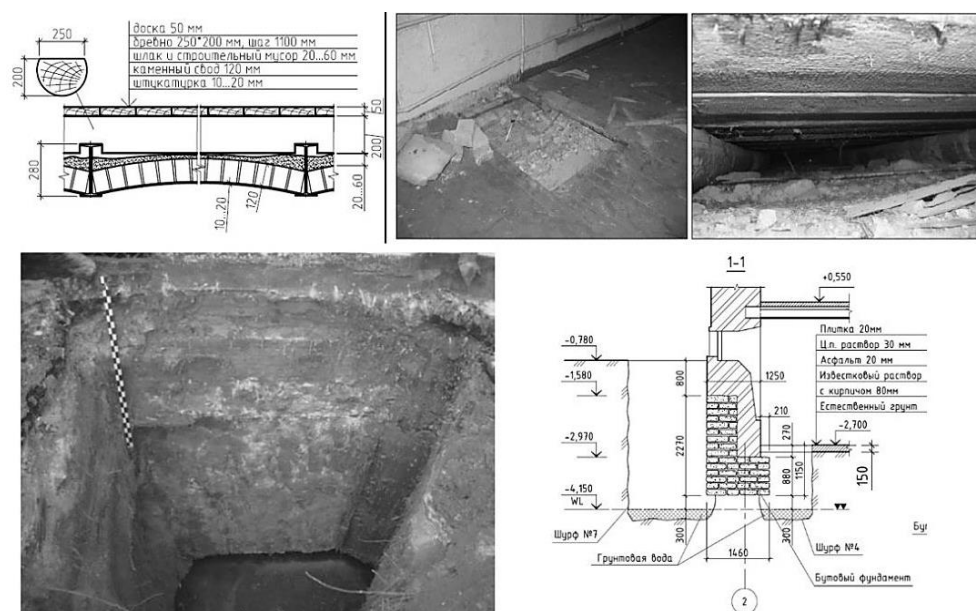 доска 50 мм
бревно 250*200 мм, шаг 1100 мм
шлак и строительный мусор 20...60 мм
каменный свод 120 мм
штукатурка 10...20 мм
250
200
280
50
200
20...60
10...20
120
1-1
+0,550
Плитка 20мм
Ц.п. раствор 30 мм
Асфальт 20 мм
Известковый раствор
с кирпичом 80мм
Естественный грунт
-0,780
-1,580
-2,970
-4,150
WL
800
2270
300
1250
210
270
880
1150
300
-2,700
150
Шурф №7
Грунтовая вода
1460
Шурф №4
Бутовый фундамент
Бу
2